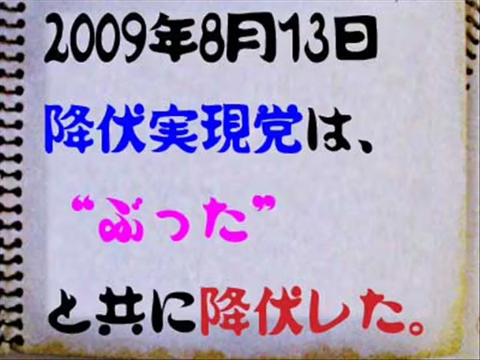 2009年8月13日
降伏実現党は、
“ぶった”
と共に降伏した。